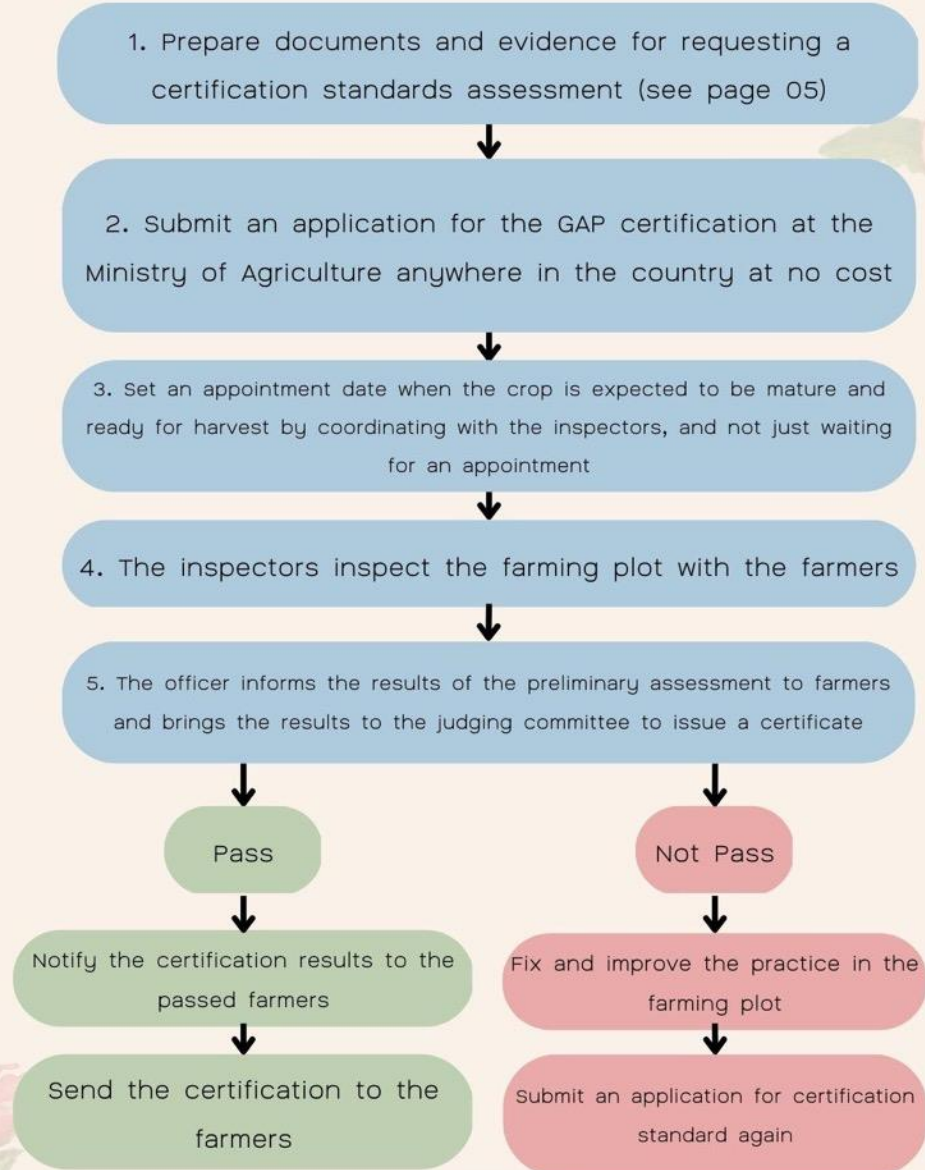 1. Prepare documents and evidence for requesting a
certification standards assessment (see page 05)
2. Submit an application for the GAP certification at the
Ministry of Agriculture anywhere in the country at no cost
3. Set an appointment date when the crop is expected to be mature and
ready for harvest by coordinating with the inspectors, and not just waiting
for an appointment
4. The inspectors inspect the farming plot with the farmers
5. The officer informs the results of the preliminary assessment to farmers
and brings the results to the judging committee to issue a certificate
Pass
Not Pass
Notify the certification results to the
passed farmers
Fix and improve the practice in the
farming plot
Send the certification to the
farmers
Submit an application for certification
standard again